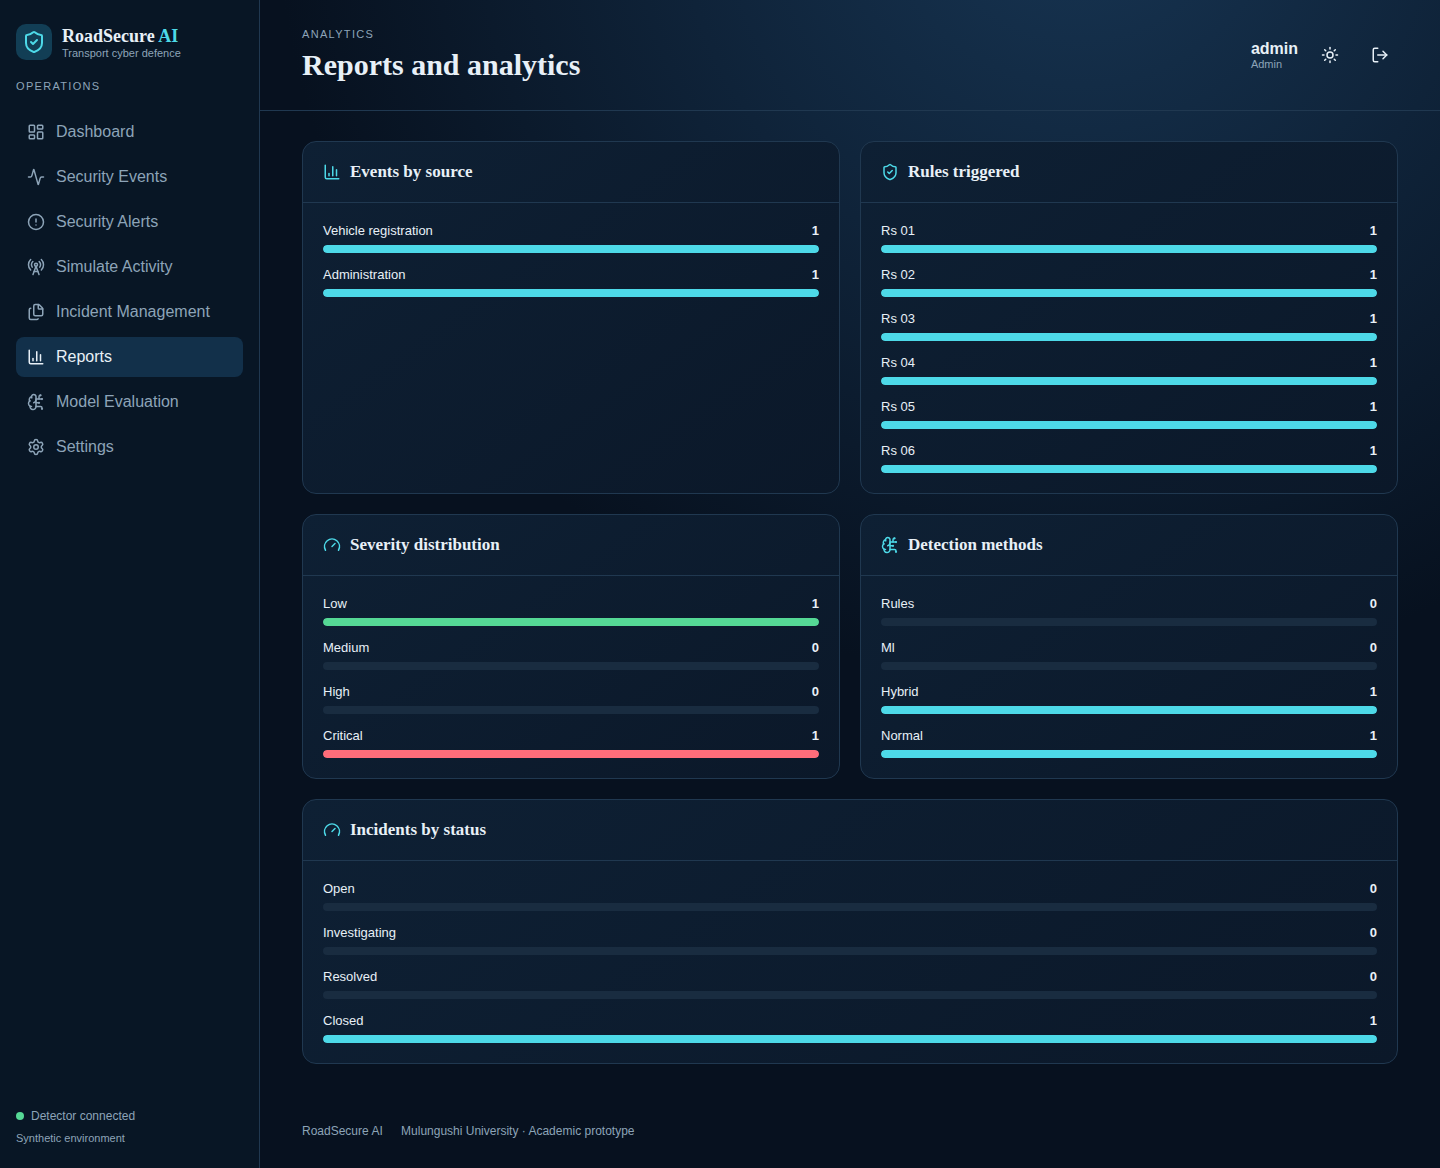 RoadSecure AI
Transport cyber defence
OPERATIONS
Dashboard
Security Events
Security Alerts
Simulate Activity
Incident Management
Reports
Model Evaluation
Settings
Detector connected
Synthetic environment
ANALYTICS
Reports and analytics
admin
Admin
Events by source
Vehicle registration 1
Administration 1
Rules triggered
Rs 01 1
Rs 02 1
Rs 03 1
Rs 04 1
Rs 05 1
Rs 06 1
Severity distribution
Low 1
Medium 0
High 0
Critical 1
Detection methods
Rules 0
Ml 0
Hybrid 1
Normal 1
Incidents by status
Open 0
Investigating 0
Resolved 0
Closed 1
RoadSecure AI Mulungushi University · Academic prototype